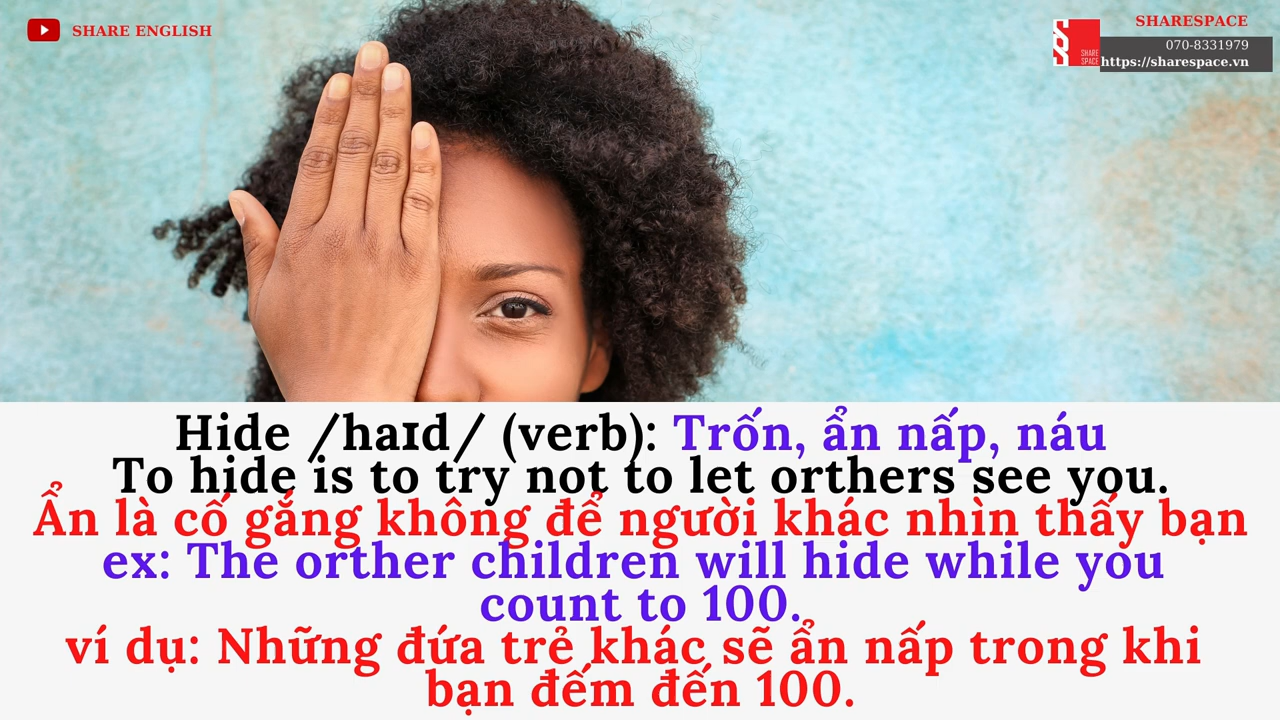 SHARE ENGLISH
SHARESPACE
070-8331979
SHARE
SPACE
https://sharespace.vn
Hide /haɪd/ (verb): Trốn, ẩn nấp, náu
To hide is to try not to let orthers see you.
Ẩn là cố gắng không để người khác nhìn thấy bạn
ex: The orther children will hide while you
count to 100.
ví dụ: Những đứa trẻ khác sẽ ẩn nấp trong khi
bạn đếm đến 100.